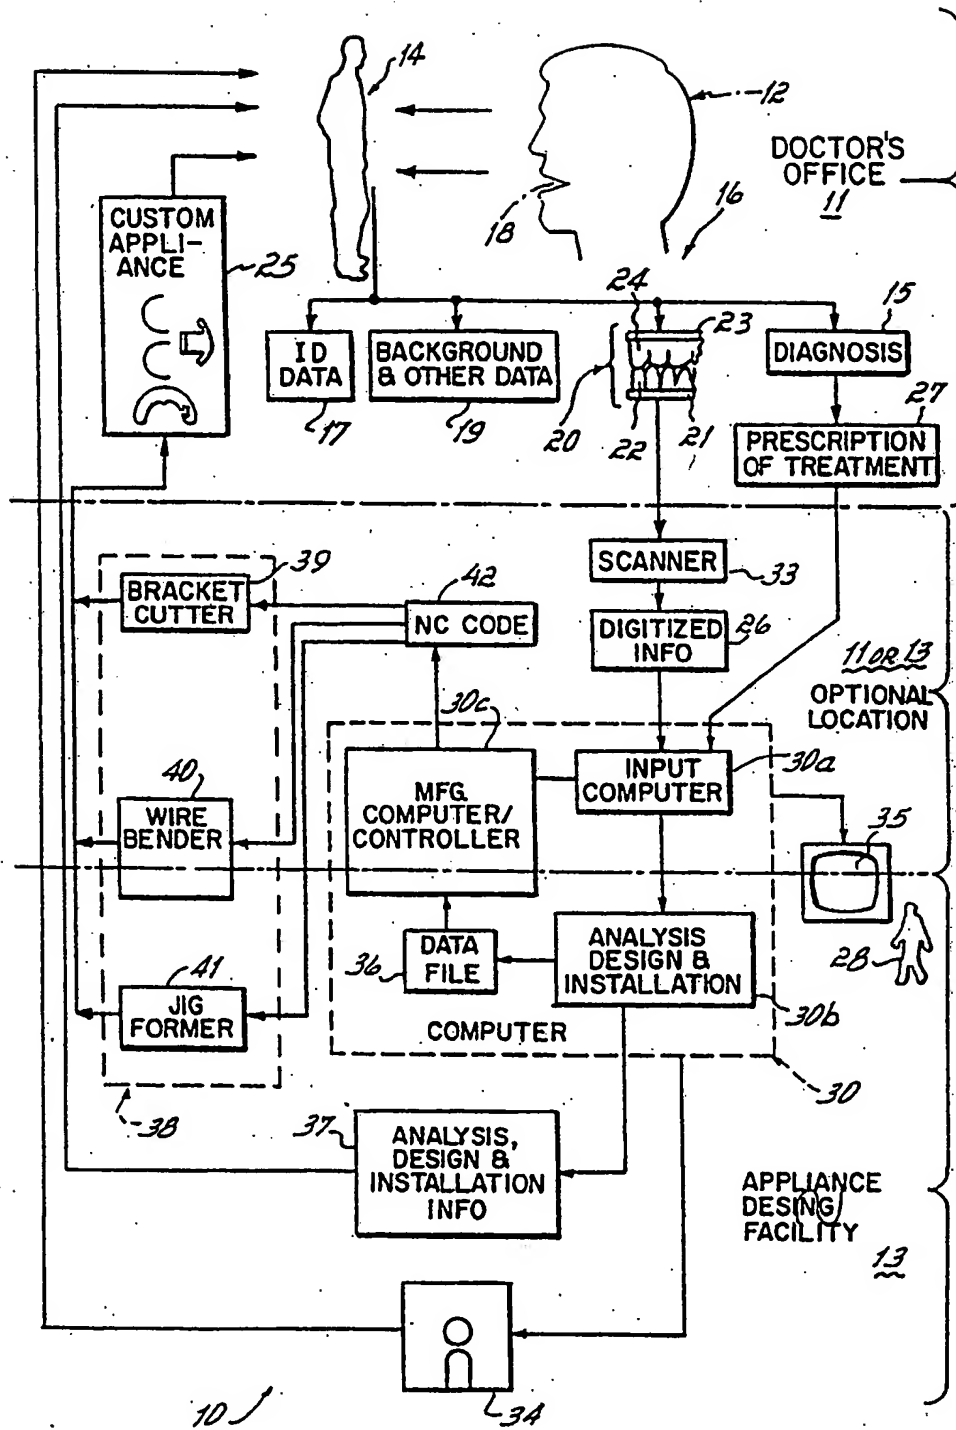 14
12
DOCTOR'S
OFFICE
11
18
16
CUSTOM
APPLI-
ANCE
25
24
23
15
ID
DATA
17
BACKGROUND
& OTHER DATA
19
20
22
21
DIAGNOSIS
27
PRESCRIPTION
OF TREATMENT
SCANNER
33
39
BRACKET
CUTTER
42
NC CODE
DIGITIZED
INFO
26
11 OR 13
OPTIONAL
LOCATION
30c
INPUT
COMPUTER
30a
MFG.
COMPUTER/
CONTROLLER
40
WIRE
BENDER
35
28
DATA
FILE
36
ANALYSIS
DESIGN &
INSTALLATION
30b
41
JIG
FORMER
COMPUTER
30
38
37
ANALYSIS,
DESIGN &
INSTALLATION
INFO
APPLIANCE
DESING
FACILITY
13
34
10